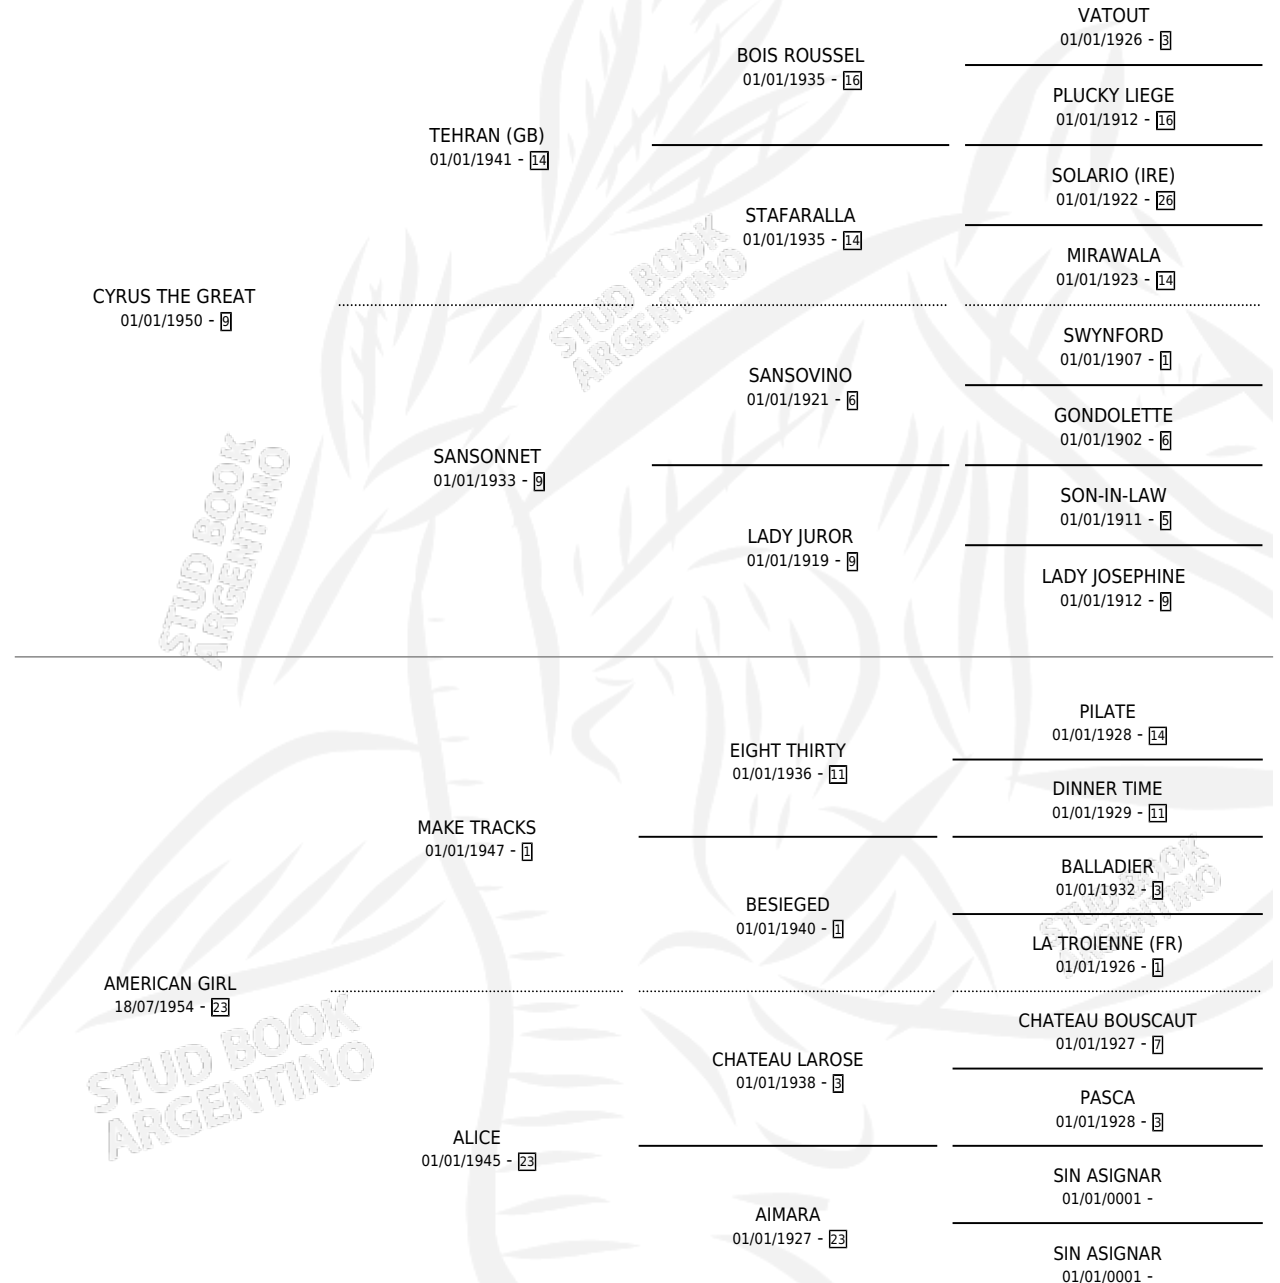 VATOUT
01/01/1926 - 3
BOIS ROUSSEL
01/01/1935 - 16
PLUCKY LIEGE
01/01/1912 - 16
TEHRAN (GB)
01/01/1941 - 14
SOLARIO (IRE)
01/01/1922 - 26
STAFARALLA
01/01/1935 - 14
MIRAWALA
01/01/1923 - 14
CYRUS THE GREAT
01/01/1950 - 9
STUD BOOK
ARGENTINO
SWYNFORD
01/01/1907 - 1
SANSOVINO
01/01/1921 - 6
GONDOLETTE
01/01/1902 - 6
SANSONNET
01/01/1933 - 9
SON-IN-LAW
01/01/1911 - 5
LADY JUROR
01/01/1919 - 9
LADY JOSEPHINE
01/01/1912 - 9
STUD BOOK
ARGENTINO
PILATE
01/01/1928 - 14
EIGHT THIRTY
01/01/1936 - 11
DINNER TIME
01/01/1929 - 11
MAKE TRACKS
01/01/1947 - 1
BALLADIER
01/01/1932 - 3
BESIEGED
01/01/1940 - 1
LA TROIENNE (FR)
01/01/1926 - 1
STUD BOOK
ARGENTINO
AMERICAN GIRL
18/07/1954 - 23
CHATEAU BOUSCAUT
01/01/1927 - 7
CHATEAU LAROSE
01/01/1938 - 3
PASCA
01/01/1928 - 3
STUD BOOK
ARGENTINO
ALICE
01/01/1945 - 23
SIN ASIGNAR
01/01/0001 -
AIMARA
01/01/1927 - 23
SIN ASIGNAR
01/01/0001 -